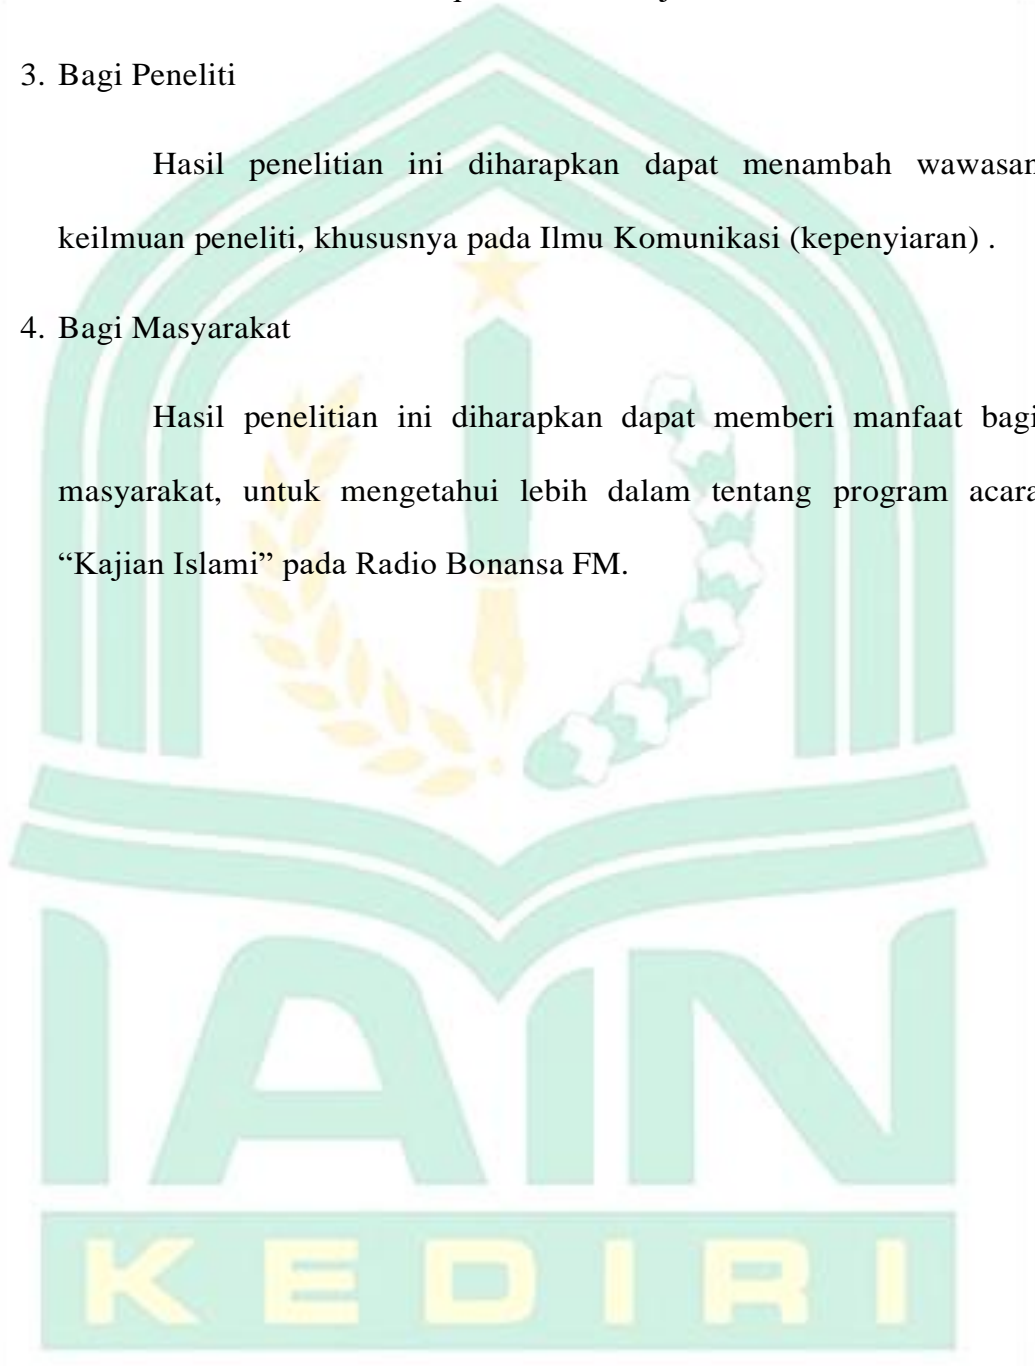 3. Bagi Peneliti
Hasil penelitian ini diharapkan dapat menambah wawasan
keilmuan peneliti, khususnya pada Ilmu Komunikasi (kepenyiaran) .
4. Bagi Masyarakat
Hasil penelitian ini diharapkan dapat memberi manfaat bagi
masyarakat, untuk mengetahui lebih dalam tentang program acara
“Kajian Islami” pada Radio Bonansa FM.
IAIN
KEDIRI